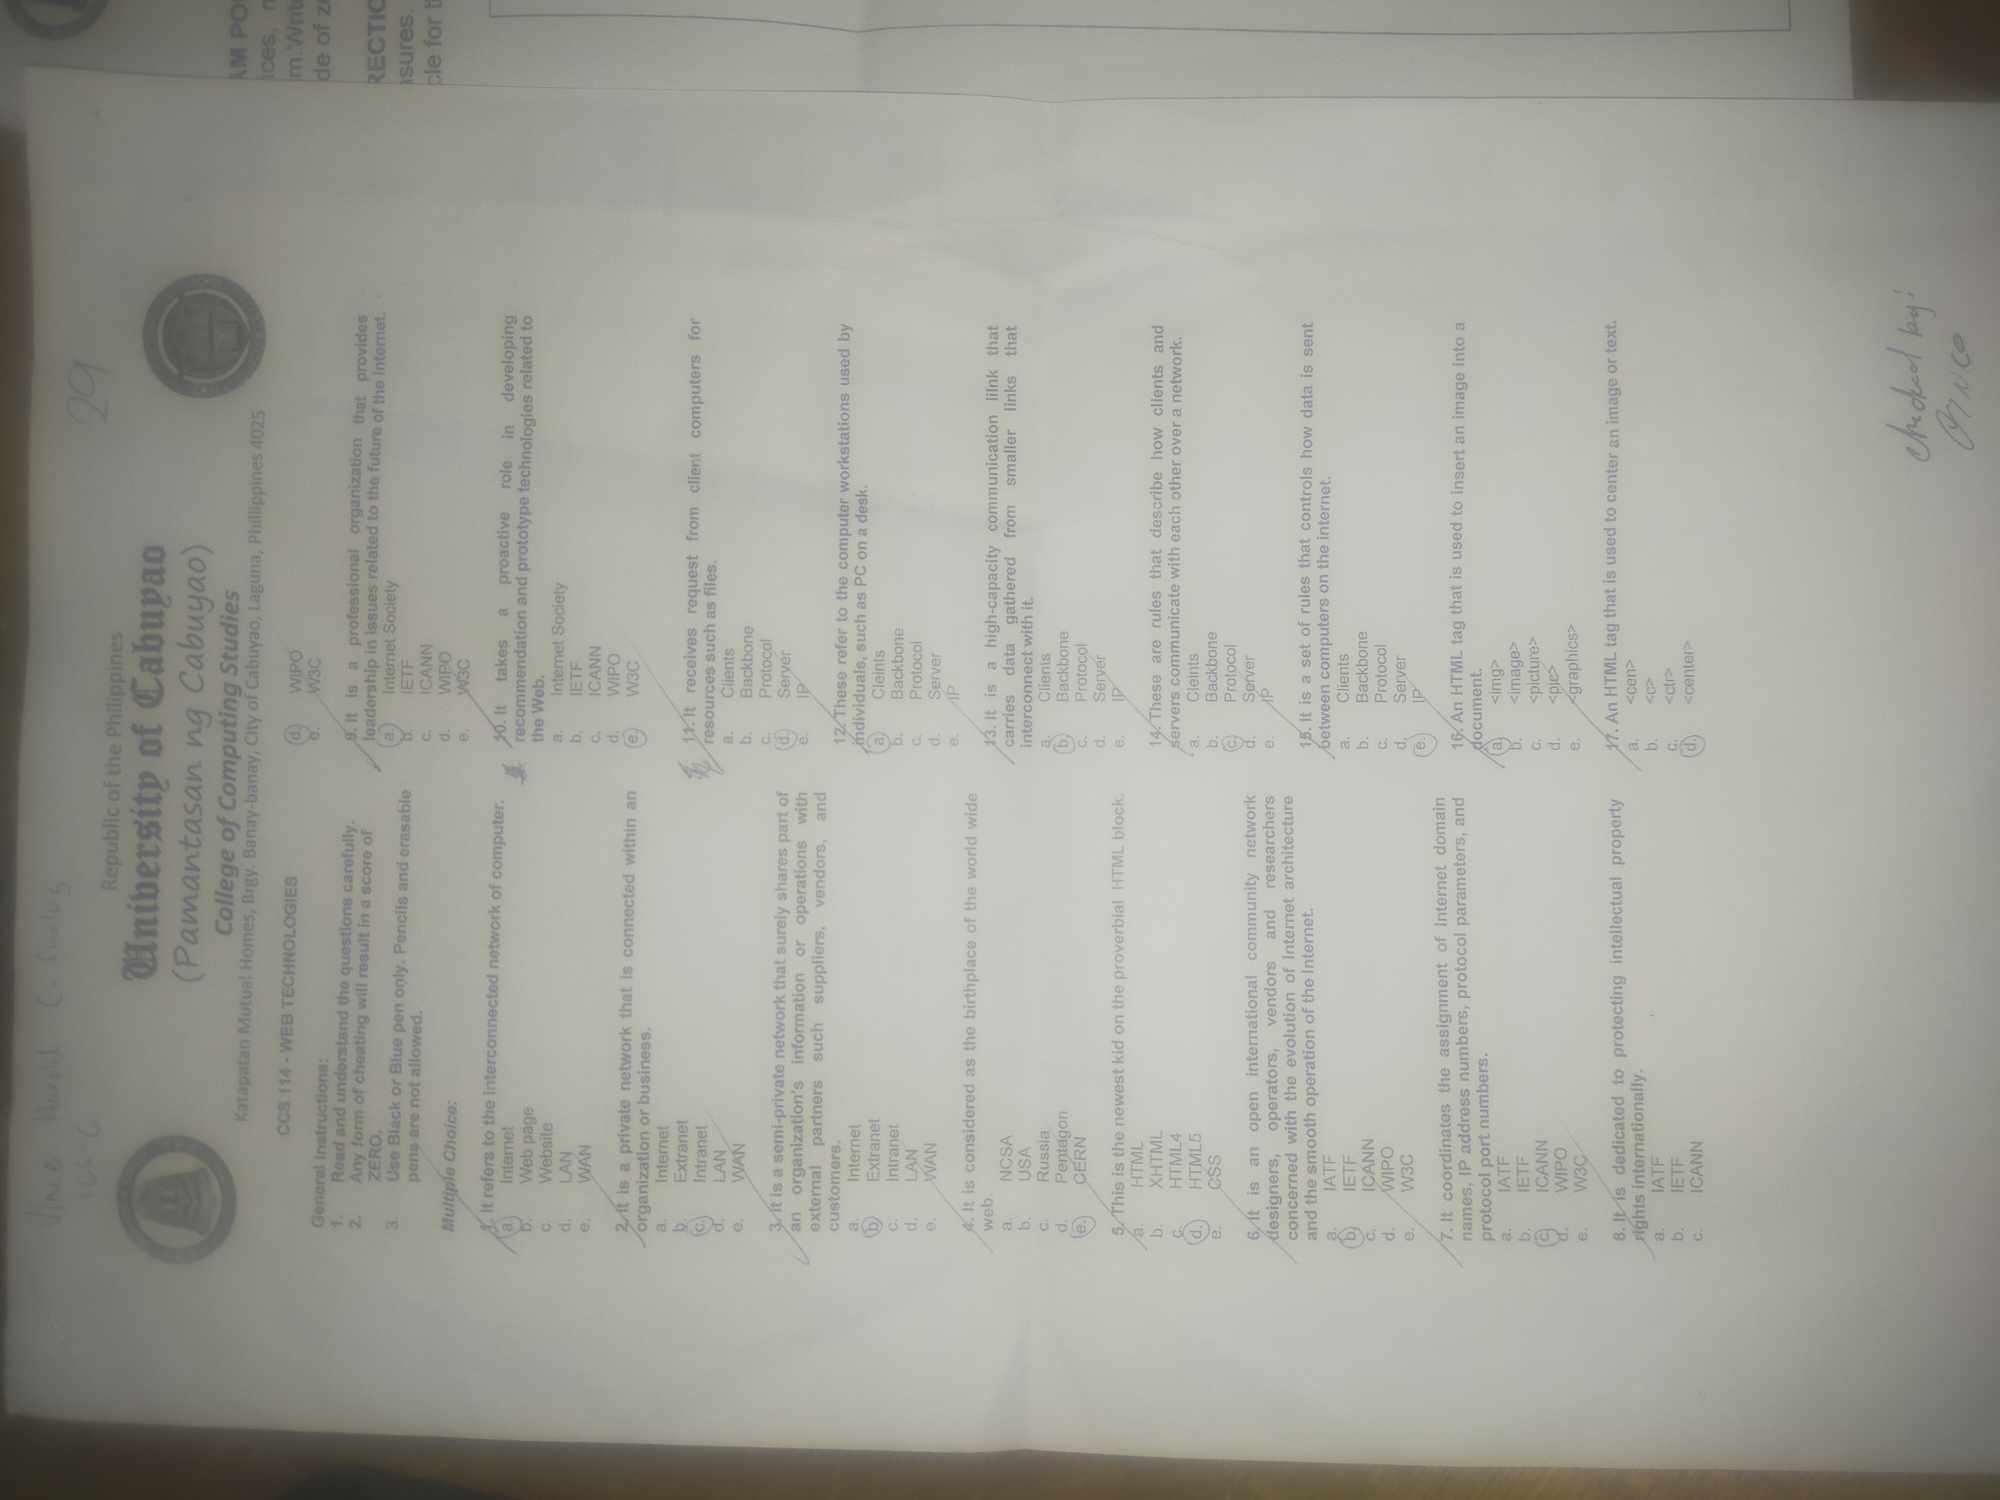 AM PO
ices, n
m.Writ
de of ze
RECTIO
asures.
cle for t
29
Republic of the Philippines
University of Cabuyao
(Pamantasan ng Cabuyao)
College of Computing Studies
Katapatan Mutual Homes, Brgy. Banay-banay, City of Cabuyao, Laguna, Phillippines 4025
CCS 114 - WEB TECHNOLOGIES
General Instructions:
1. Read and understand the questions carefully.
2. Any form of cheating will result in a score of
ZERO.
3. Use Black or Blue pen only. Pencils and erasable
pens are not allowed.
Multiple Choice:
1. It refers to the interconnected network of computer.
a. Internet
b. Web page
c. Website
d. LAN
e. WAN
2. It is a private network that is connected within an
organization or business.
a. Internet
b. Extranet
c. Intranet
d. LAN
e. WAN
3. It is a semi-private network that surely shares part of
an organization's information or operations with
external partners such suppliers, vendors, and
customers.
a. Internet
b. Extranet
c. Intranet
d. LAN
e. WAN
4. It is considered as the birthplace of the world wide
web.
a. NCSA
b. USA
c. Russia
d. Pentagon
e. CERN
5. This is the newest kid on the proverbial HTML block.
a. HTML
b. XHTML
c. HTML4
d. HTML5
e. CSS
6. It is an open international community network
designers, operators, vendors and researchers
concerned with the evolution of Internet architecture
and the smooth operation of the Internet.
a. IATF
b. IETF
c. ICANN
d. WIPO
e. W3C
7. It coordinates the assignment of Internet domain
names, IP address numbers, protocol parameters, and
protocol port numbers.
a. IATF
b. IETF
c. ICANN
d. WIPO
e. W3C
8. It is dedicated to protecting intellectual property
rights internationally.
a. IATF
b. IETF
c. ICANN
d. WIPO
e. W3C
9. It is a professional organization that provides
leadership in issues related to the future of the internet.
a. Internet Society
b. IETF
c. ICANN
d. WIPO
e. W3C
10. It takes a proactive role in developing
recommendation and prototype technologies related to
the Web.
a. Internet Society
b. IETF
c. ICANN
d. WIPO
e. W3C
11. It receives request from client computers for
resources such as files.
a. Clients
b. Backbone
c. Protocol
d. Server
e. IP
12. These refer to the computer workstations used by
individuals, such as PC on a desk.
a. Cleints
b. Backbone
c. Protocol
d. Server
e. IP
13. It is a high-capacity communication lilnk that
carries data gathered from smaller links that
interconnect with it.
a. Clients
b. Backbone
c. Protocol
d. Server
e. IP
14. These are rules that describe how clients and
servers communicate with each other over a network.
a. Cleints
b. Backbone
c. Protocol
d. Server
e. IP
15. It is a set of rules that controls how data is sent
between computers on the internet.
a. Clients
b. Backbone
c. Protocol
d. Server
e. IP
16. An HTML tag that is used to insert an image into a
document.
a. <img>
b. <image>
c. <picture>
d. <pic>
e. <graphics>
17. An HTML tag that is used to center an image or text.
a. <cen>
b. <c>
c. <ctr>
d. <center>
Checked by: